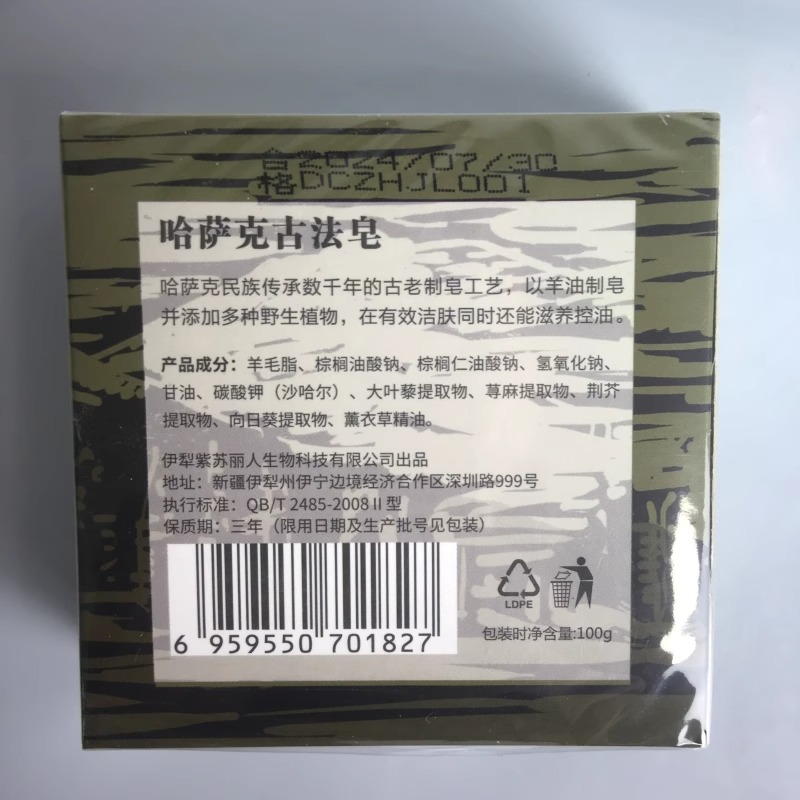 合2024/07/30
格DCZHJL001
哈萨克古法皂
哈萨克民族传承数千年的古老制皂工艺，以羊油制皂
并添加多种野生植物，在有效洁肤同时还能滋养控油。
产品成分：羊毛脂、棕榈油酸钠、棕榈仁油酸钠、氢氧化钠、
甘油、碳酸钾（沙哈尔）、大叶藜提取物、荨麻提取物、荆芥
提取物、向日葵提取物、薰衣草精油。
伊犁紫苏丽人生物科技有限公司出品
地址：新疆伊犁州伊宁边境经济合作区深圳路999号
执行标准：QB/T 2485-2008Ⅱ型
保质期：三年（限用日期及生产批号见包装）
LDPE
6 959550 701827
包装时净含量:100g